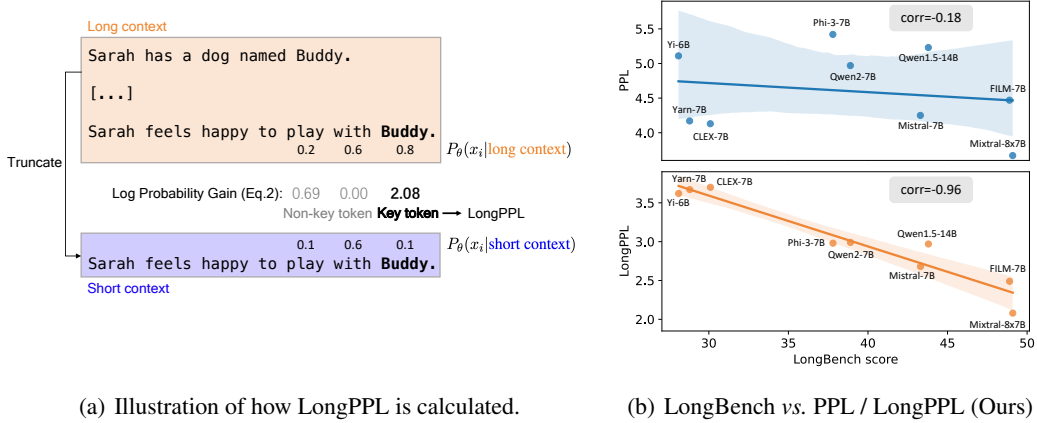 Long context
Sarah has a dog named Buddy.
[...]
Sarah feels happy to play with Buddy.
0.2 0.6 0.8
P_θ(x_i|long context)
Truncate
Log Probability Gain (Eq.2): 0.69 0.00 2.08
Non-key token Key token → LongPPL
0.1 0.6 0.1
P_θ(x_i|short context)
Sarah feels happy to play with Buddy.
Short context
(a) Illustration of how LongPPL is calculated.
corr=-0.18
PPL
5.5
5.0
4.5
4.0
Yi-6B
Phi-3-7B
Qwen1.5-14B
Qwen2-7B
FILM-7B
Yarn-7B
CLEX-7B
Mistral-7B
Mixtral-8x7B
corr=-0.96
LongPPL
3.5
3.0
2.5
2.0
Yarn-7B
CLEX-7B
Yi-6B
Phi-3-7B
Qwen2-7B
Qwen1.5-14B
Mistral-7B
FILM-7B
Mixtral-8x7B
30 35 40 45 50
LongBench score
(b) LongBench vs. PPL / LongPPL (Ours)